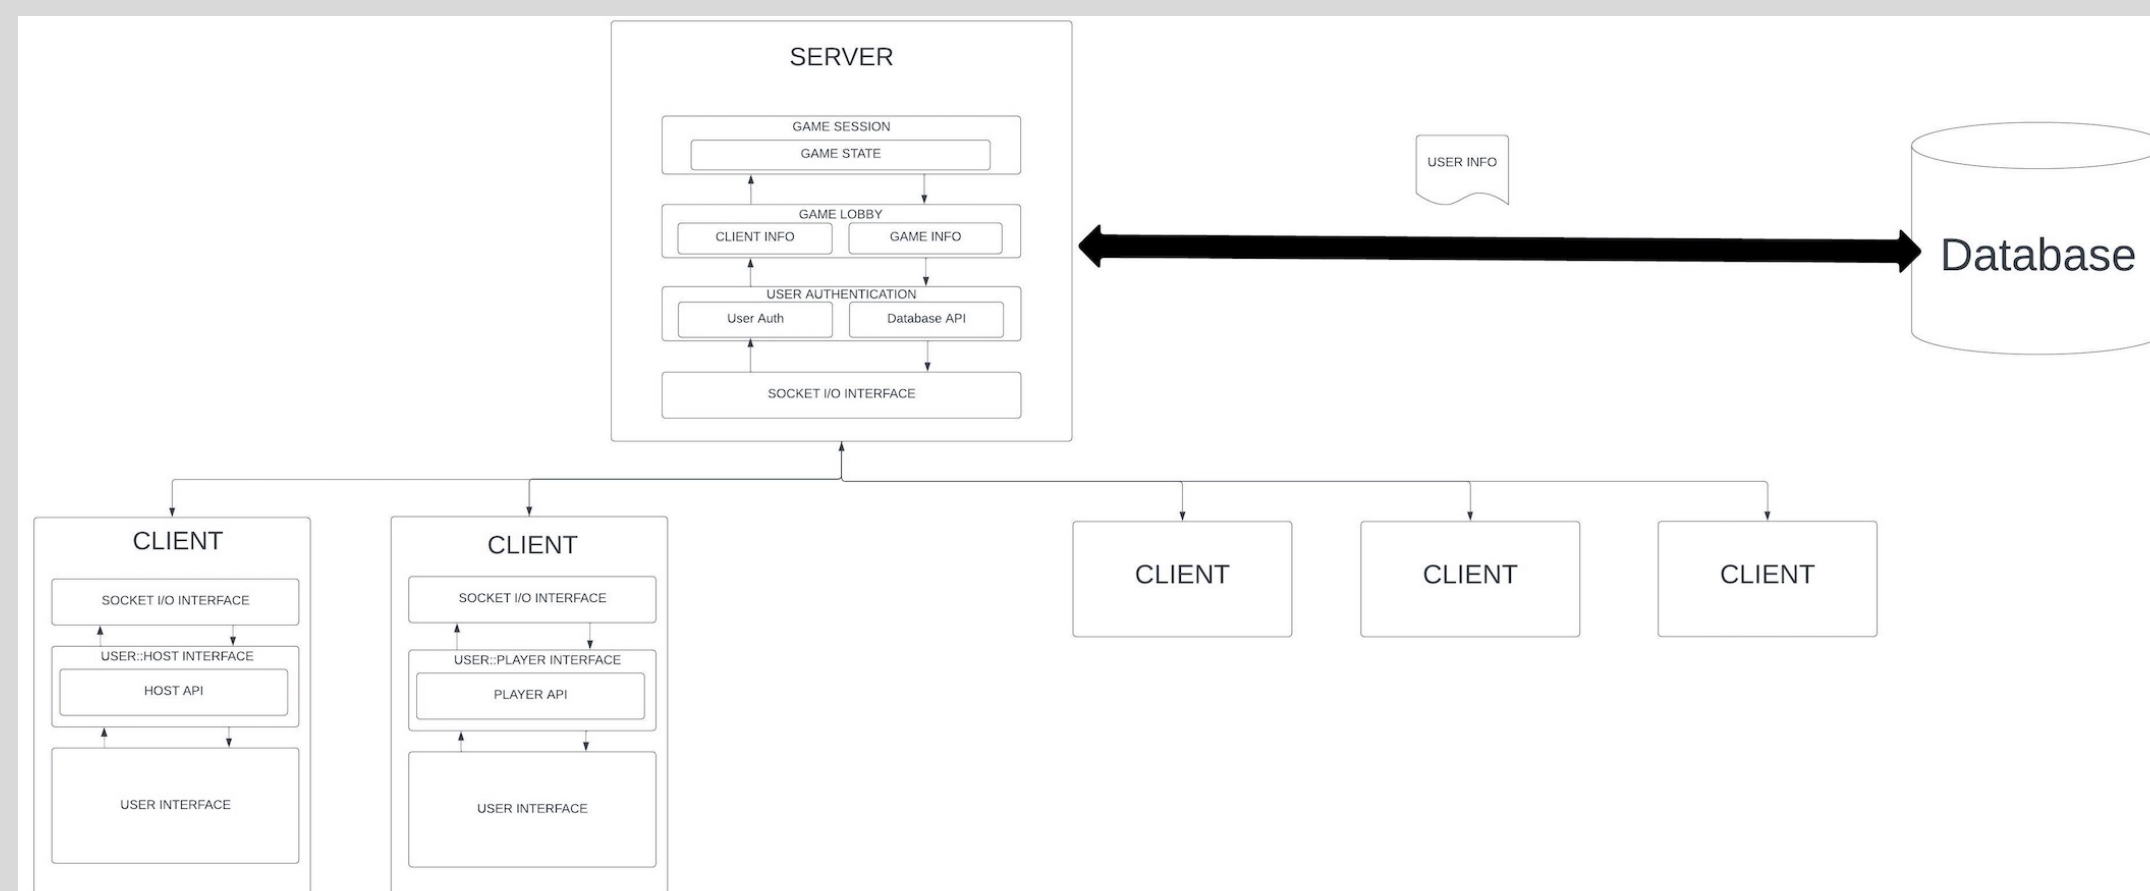 SERVER
GAME SESSION
GAME STATE
GAME LOBBY
CLIENT INFO
GAME INFO
USER AUTHENTICATION
User Auth
Database API
SOCKET I/O INTERFACE
USER INFO
Database
CLIENT
SOCKET I/O INTERFACE
USER::HOST INTERFACE
HOST API
USER INTERFACE
CLIENT
SOCKET I/O INTERFACE
USER::PLAYER INTERFACE
PLAYER API
USER INTERFACE
CLIENT
CLIENT
CLIENT